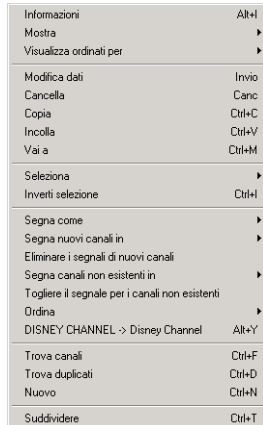 Informazioni Alt+I
Mostra
Visualizza ordinati per
Modifica dati Invio
Cancella Canc
Copia Ctrl+C
Incolla Ctrl+V
Vai a Ctrl+M
Seleziona
Inverti selezione Ctrl+I
Segna come
Segna nuovi canali in
Eliminare i segnali di nuovi canali
Segna canali non esistenti in
Togliere il segnale per i canali non esistenti
Ordina
DISNEY CHANNEL -> Disney Channel Alt+Y
Trova canali Ctrl+F
Trova duplicati Ctrl+D
Nuovo Ctrl+N
Suddividere Ctrl+T